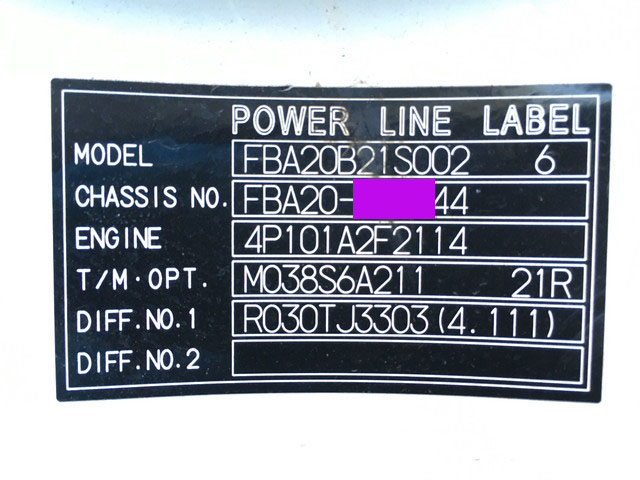 POWER LINE LABEL
MODEL FBA20B21S002 6
CHASSIS NO. FBA20- 44
ENGINE 4P101A2F2114
T/M·OPT. M038S6A211 21R
DIFF.NO.1 R030TJ3303(4.111)
DIFF.NO.2